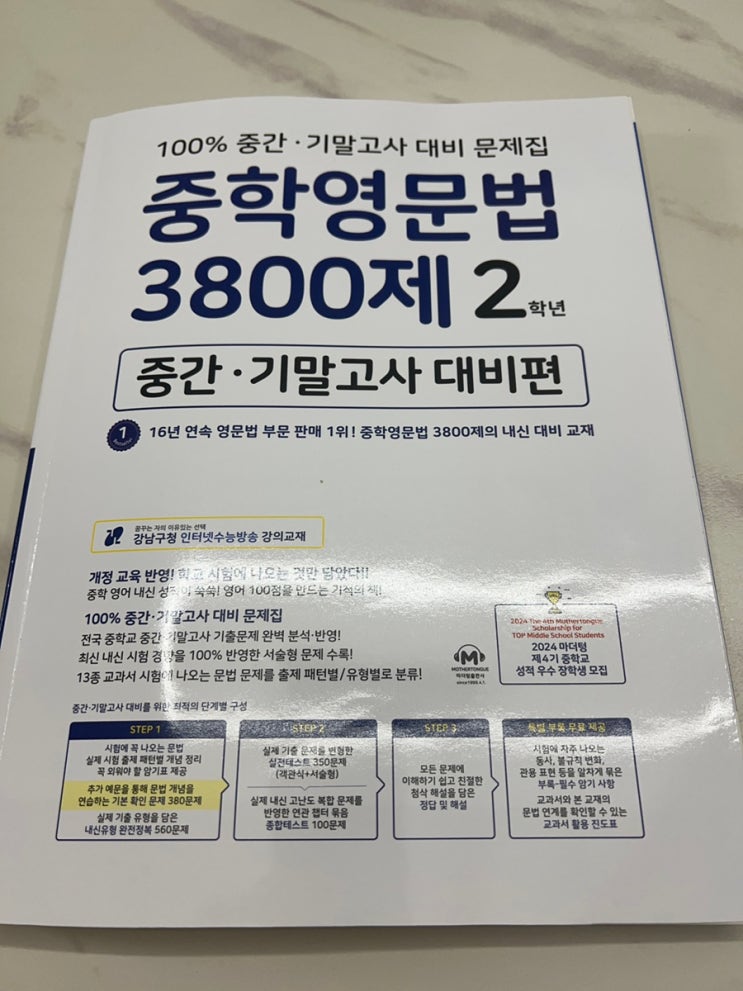 100% 중간·기말고사 대비 문제집
중학영문법
3800제 2학년
중간·기말고사 대비편
1
16년 연속 영문법 부문 판매 1위! 중학영문법 3800제의 내신 대비 교재
꿈꾸는 자의 이유있는 선택
강남구청 인터넷수능방송 강의교재
개정 교육 반영! 학교 시험에 나오는 것만 담았다!!
중학 영어 내신 성적이 쑥쑥! 영어 100점을 만드는 기적의 책!
100% 중간·기말고사 대비 문제집
전국 중학교 중간·기말고사 기출문제 완벽 분석·반영!
최신 내신 시험 경향을 100% 반영한 서술형 문제 수록!
13종 교과서 시험에 나오는 문법 문제를 출제 패턴별/유형별로 분류!
MOTHERTONGUE
마더텅출판사
since1999.4.1.
2024 The 4th Mothertongue
Scholarship for
TOP Middle School Students
2024 마더텅
제4기 중학교
성적 우수 장학생 모집
중간·기말고사 대비를 위한 최적의 단계별 구성
STEP 1
시험에 꼭 나오는 문법
실제 시험 출제 패턴별 개념 정리
꼭 외워야 할 암기표 제공
추가 예문을 통해 문법 개념을
연습하는 기본 확인 문제 380문제
실제 기출 유형을 담은
내신유형 완전정복 560문제
STEP 2
실제 기출 문제를 변형한
실전테스트 350문제
(객관식+서술형)
실제 내신 고난도 복합 문제를
반영한 연관 챕터 묶음
종합테스트 100문제
STEP 3
모든 문제에
이해하기 쉽고 친절한
첨삭 해설을 담은
정답 및 해설
특별 부록 무료 제공
시험에 자주 나오는
동사, 불규칙 변화,
관용 표현 등을 알차게 묶은
부록-필수 암기 사항
교과서와 본 교재의
문법 연계를 확인할 수 있는
교과서 활용 진도표